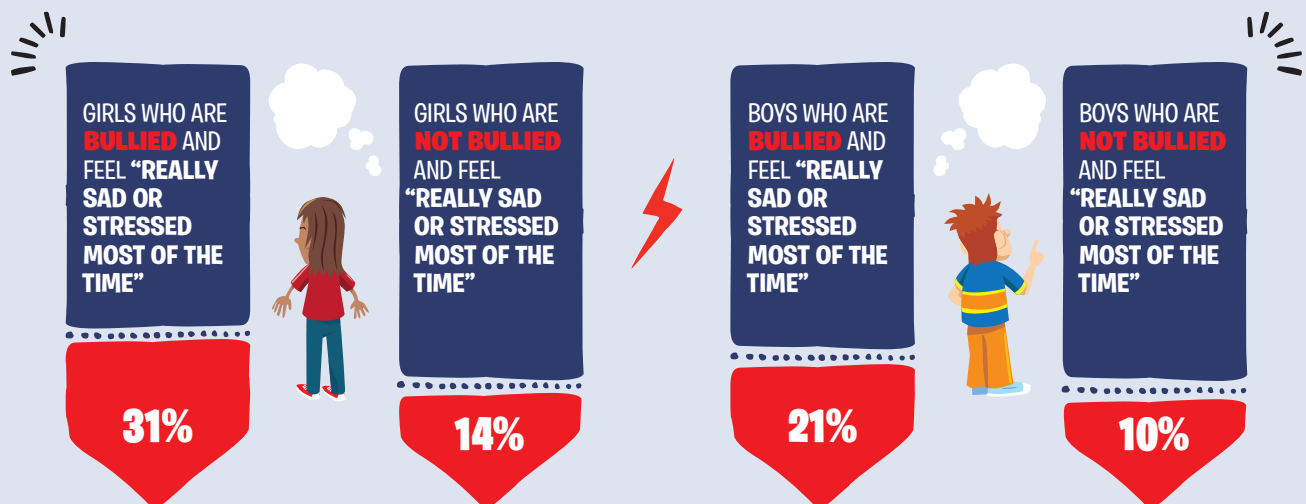 GIRLS WHO ARE
BULLIED AND
FEEL “REALLY
SAD OR
STRESSED
MOST OF THE
TIME”
31%
GIRLS WHO ARE
NOT BULLIED
AND FEEL
“REALLY SAD
OR STRESSED
MOST OF THE
TIME”
14%
BOYS WHO ARE
BULLIED AND
FEEL “REALLY
SAD OR
STRESSED
MOST OF THE
TIME”
21%
BOYS WHO ARE
NOT BULLIED
AND FEEL
“REALLY SAD
OR STRESSED
MOST OF THE
TIME”
10%